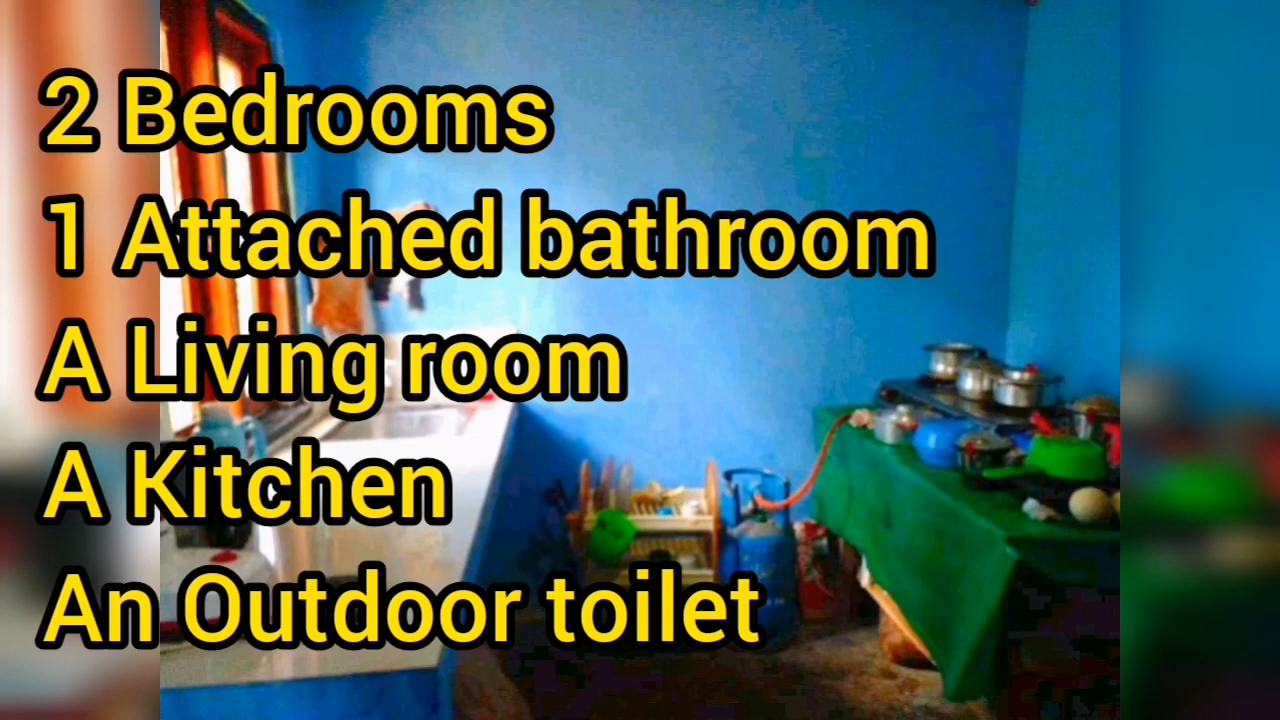 2 Bedrooms
1 Attached bathroom
A Living room
A Kitchen
An Outdoor toilet